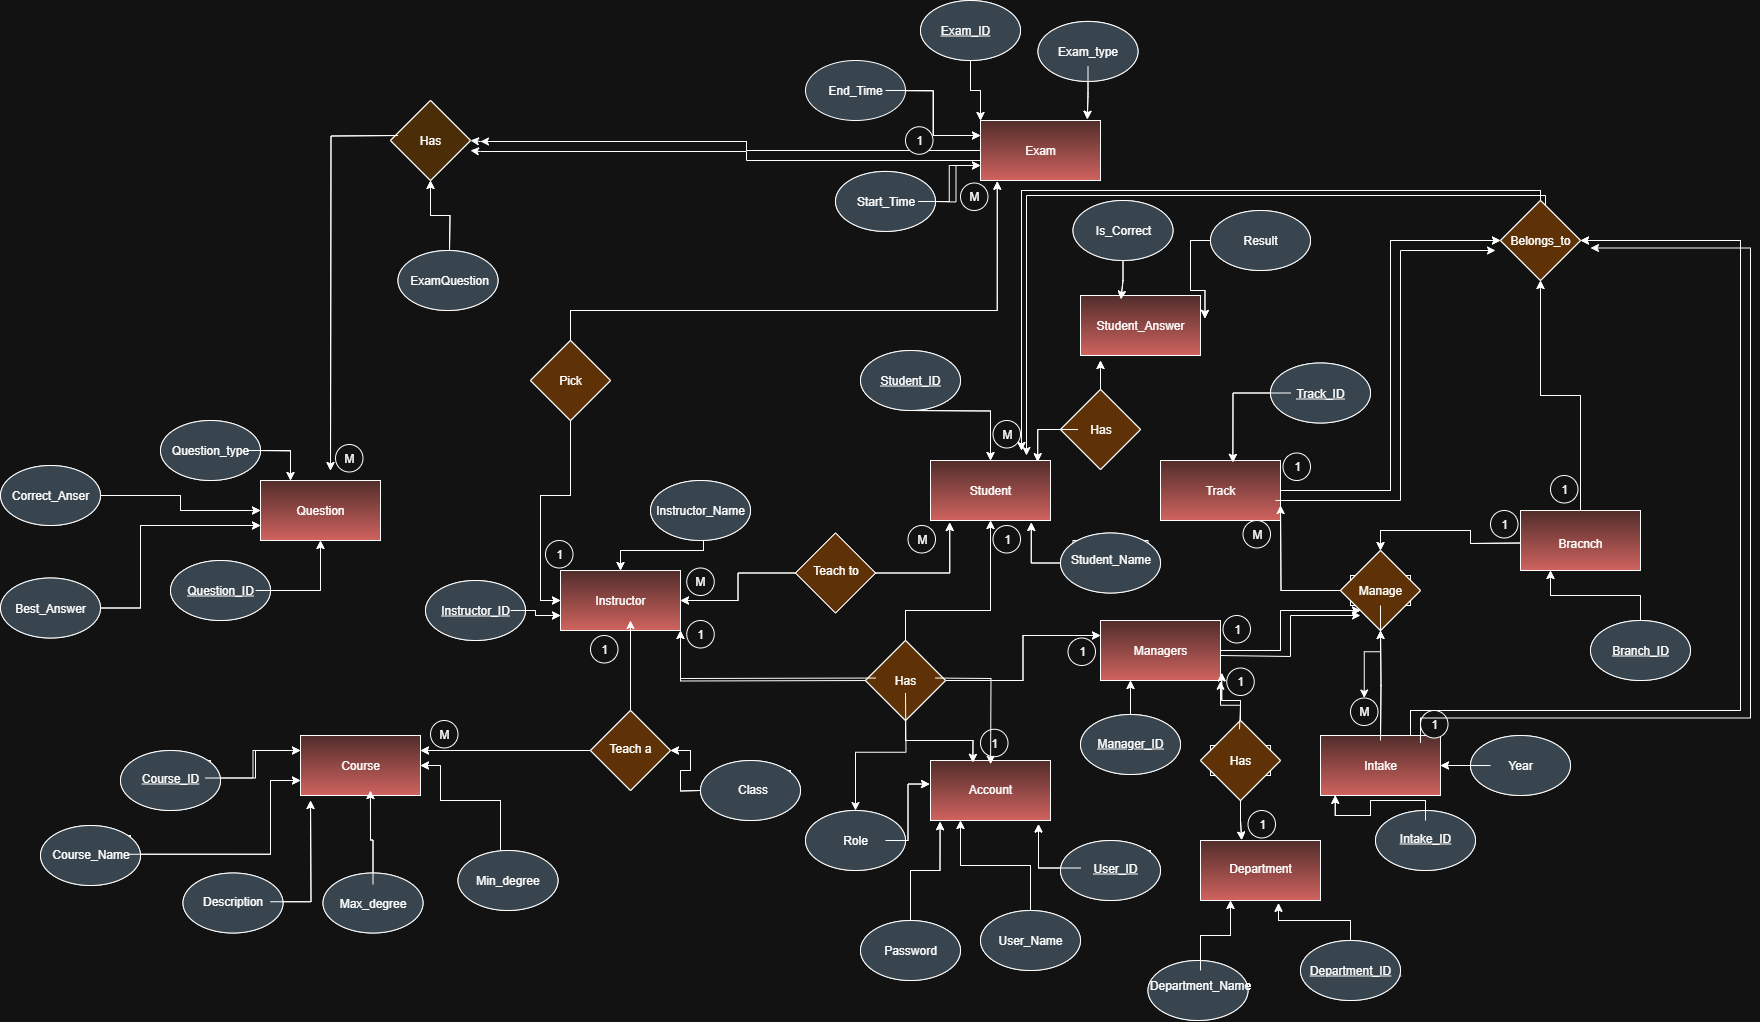 Exam_ID
Exam_type
End_Time
Has
1
Exam
Start_Time
M
ExamQuestion
Is_Correct
Result
Belongs_to
Student_Answer
Pick
Student_ID
Track_ID
Has
M
Question_type
M
Correct_Anser
Question
Instructor_Name
Student
Track
1
1
Bracnch
1
M
M
1
Student_Name
1
Teach to
M
Best_Answer
Question_ID
Instructor_ID
Instructor
Manage
1
1
1
1
Managers
Branch_ID
Has
1
M
1
M
Manager_ID
1
Course_ID
Course
Teach a
Class
Account
Has
Intake
Year
Course_Name
Role
1
Intake_ID
Description
Max_degree
Min_degree
User_ID
Department
Password
User_Name
Department_Name
Department_ID